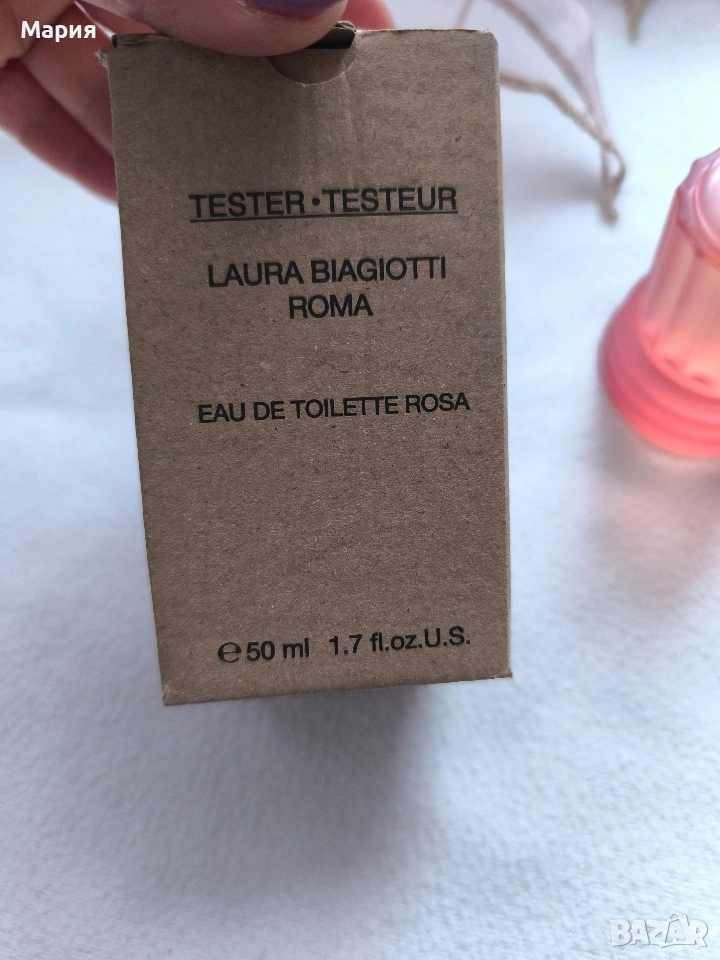 Мария
TESTER•TESTEUR
LAURA BIAGIOTTI
ROMA
EAU DE TOILETTE ROSA
℮50 ml 1.7 fl.oz.U.S.
BAZAR